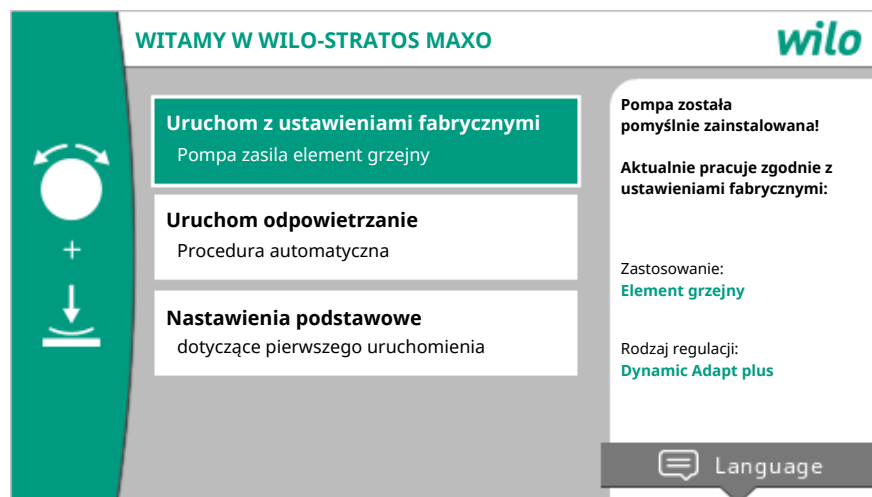 WITAMY W WILO-STRATOS MAXO
wilo
Uruchom z ustawieniami fabrycznymi
Pompa zasila element grzejny
Uruchom odpowietrzanie
Procedura automatyczna
Nastawienia podstawowe
dotyczące pierwszego uruchomienia
Pompa została
pomyślnie zainstalowana!
Aktualnie pracuje zgodnie z
ustawieniami fabrycznymi:
Zastosowanie:
Element grzejny
Rodzaj regulacji:
Dynamic Adapt plus
Language